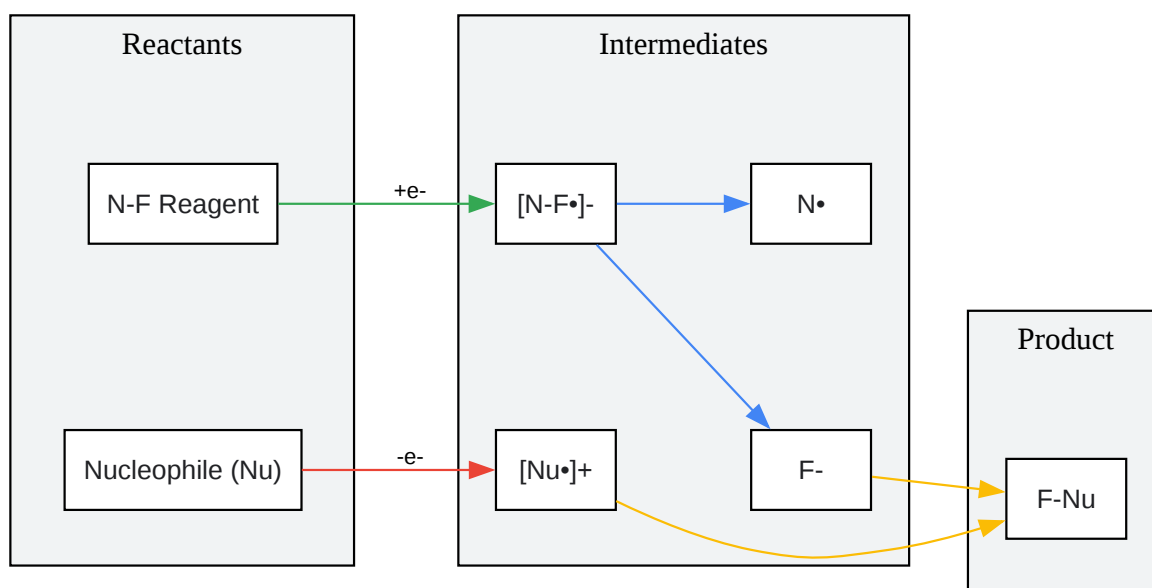 Reactants
Intermediates
N-F Reagent
+e-
[N-F•]-
N•
Product
Nucleophile (Nu)
-e-
[Nu•]+
F-
F-Nu